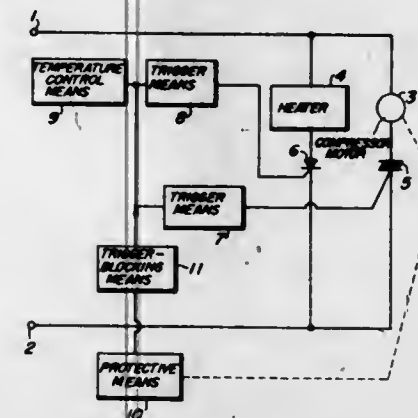 1
TEMPERATURE
CONTROL
MEANS
9
TRIGGER
MEANS
8
4
HEATER
6
3
COMPRESSOR
MOTOR
5
TRIGGER
MEANS
7
TRIGGER-
BLOCKING
MEANS
11
2
PROTECTIVE
MEANS
10